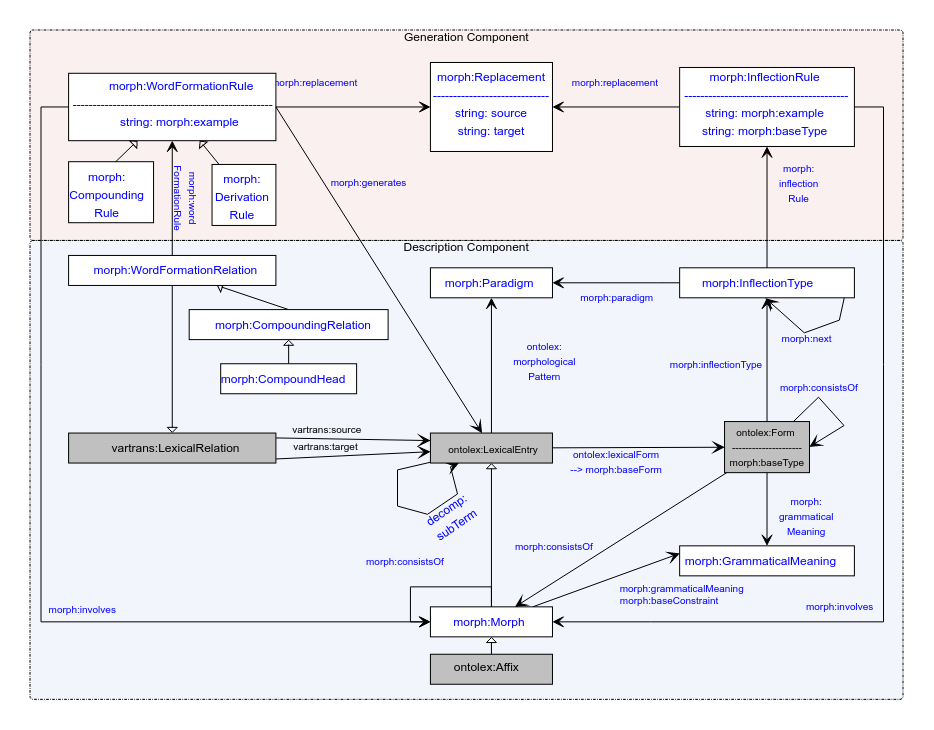 Generation Component
morph:WordFormationRule
string: morph:example
morph:replacement
morph:Replacement
string: source
string: target
morph:replacement
morph:InflectionRule
string: morph:example
string: morph:baseType
morph:
Compounding
Rule
morph:word
FormationRule
morph:
Derivation
Rule
morph:generates
morph:
inflection
Rule
Description Component
morph:WordFormationRelation
morph:Paradigm
morph:paradigm
morph:InflectionType
morph:CompoundingRelation
morph:next
morph:CompoundHead
ontolex:
morphological
Pattern
morph:inflectionType
morph:consistsOf
vartrans:LexicalRelation
vartrans:source
vartrans:target
ontolex:LexicalEntry
ontolex:lexicalForm
--> morph:baseForm
ontolex:Form
morph:baseType
decomp:
subTerm
morph:
grammatical
Meaning
morph:consistsOf
morph:consistsOf
morph:GrammaticalMeaning
morph:grammaticalMeaning
morph:baseConstraint
morph:involves
morph:Morph
morph:involves
ontolex:Affix